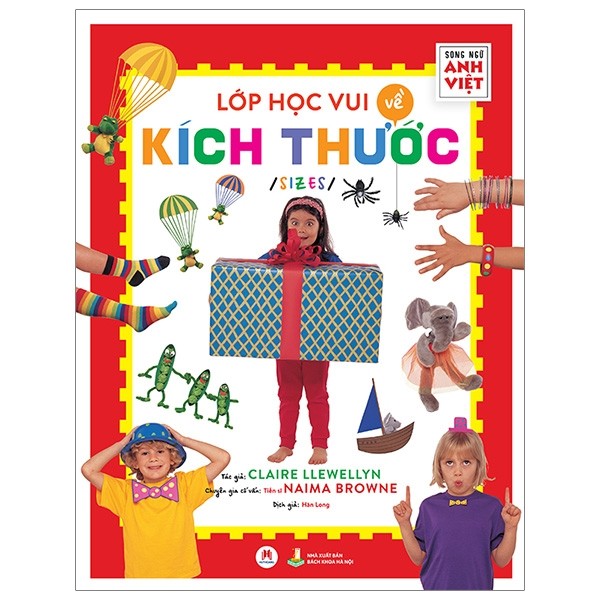 SONG NGỮ
ANH
VIỆT
LỚP HỌC VUI về
KÍCH THƯỚC
/SIZES/
Tác giả: CLAIRE LLEWELLYN
Chuyên gia cố vấn: Tiến sĩ NAIMA BROWNE
Dịch giả: Hàn Long
NHÀ XUẤT BẢN
BÁCH KHOA HÀ NỘI